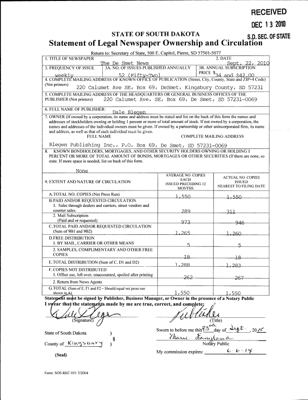 RECEIVED
DEC 13 2010
S.D. SEC. OF STATE
STATE OF SOUTH DAKOTA
Statement of Legal Newspaper Ownership and Circulation
Return to: Secretary of State, 500 E. Capitol, Pierre, SD 57501-5077
1. TITLE OF NEWSPAPER
The De Smet News
2. DATE
Sept. 22, 2010
3. FREQUENCY OF ISSUE
weekly
3A. NO. OF ISSUES PUBLISHED ANNUALLY
52 (Fifty-Two)
3B. ANNUAL SUBSCRIPTION
PRICE $34 and $42.00
4. COMPLETE MAILING ADDRESS OF KNOWN OFFICE OF PUBLICATION (Street, City, County, State and ZIP+4 Code)
(Not printers)
220 Calumet Ave SE. Box 69, DeSmet, Kingsbury County, SD 57231
5. COMPLETE MAILING ADDRESS OF THE HEADQUARTERS OF GENERAL BUSINESS OFFICES OF THE
PUBLISHER (Not printer)
220 Calumet Ave. SE, Box 69, De Smet, SD 57231-0069
6. FULL NAME OF PUBLISHER
Dale Blegen
7. OWNER (If owned by a corporation, its name and address must be stated and also on the back of this form the names and
addresses of stockholders owning or holding 1 percent or more of total amount of stock. If not owned by a corporation, the
names and addresses of the individual owners must be given. If owned by a partnership or other unincorporated firm, its name
and address, as well as that of each individual must be given.
FULL NAME
COMPLETE MAILING ADDRESS
Blegen Publishing Inc., P.O. Box 69, De Smet, SD 57231-0069
8. KNOWN BONDHOLDERS, MORTGAGEES, AND OTHER SECURITY HOLDERS OWNING OR HOLDING 1
PERCENT OR MORE TOTAL AMOUNT OF BONDS, MORTGAGES OR OTHER SECURITIES (If there are none, so
state. If more space is needed, list on back of this form.
None
9. EXTENT AND NATURE OF CIRCULATION
AVERAGE NO. COPIES
EACH
ISSUED PRECEDING 12
MONTHS
ACTUAL NO. COPIES
ISSUED
NEAREST TO FILING DATE
A. TOTAL NO. COPIES (Net Press Run)
1,550
1,550
B. PAID AND/OR REQUESTED CIRCULATION
1. Sales through dealers and carriers, street vendors and
counter sales.
389
311
2. Mail Subscriptions
(Paid and/or requested)
873
946
C. TOTAL PAID AND/OR REQUESTED CIRCULATION
(Sum of 9B1 and 9B2)
1,265
1,260
D. FREE DISTRIBUTION
1. BY MAIL, CARRIER OR OTHER MEANS
5
5
2. SAMPLES, COMPLIMENTARY AND OTHER FREE
COPIES
18
18
E. TOTAL DISTRIBUTION (Sum of C, D1 and D2)
1,288
1,283
F. COPIES NOT DISTRIBUTED
1. Office use, left over, unaccounted, spoiled after printing
262
267
2. Return from News Agents
G. TOTAL (Sum of E, F1 and F2 - Should equal net press run
shown in A)
1,550
1,550
Statement must be signed by Publisher, Business Manager, or Owner in the presence of a Notary Public
I swear that the statements made by me are true, correct, and complete:
(Signature)
Publisher
(Title)
State of South Dakota )
County of Kingsbury )
(Seal)
Sworn to before me this 23rd day of Sept. 2010
Notary Public
My commission expires: 6-6-14
Form: SOS REC 051 7/2004